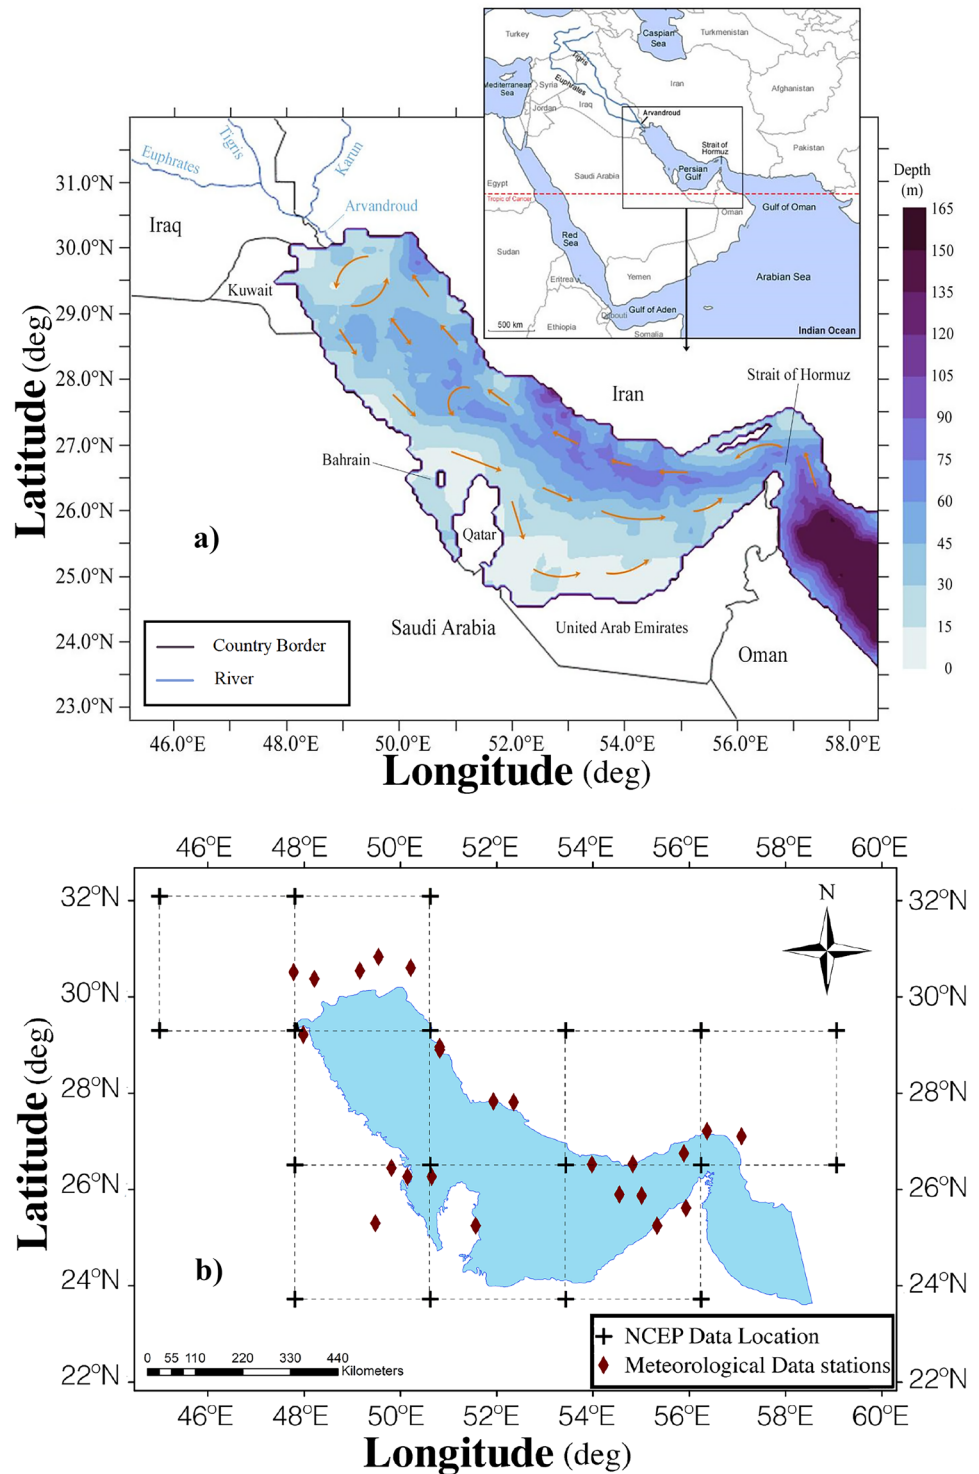 Turkey
Caspian
Sea
Turkmenistan
Tigris
Mediterranean
Sea
Syria
Euphrates
Iran
Afghanistan
Iraq
Jordan
Arvandroud
Strait of
Hormuz
Pakistan
Egypt
Saudi Arabia
Persian
Gulf
Tropic of Cancer
Oman
Gulf of Oman
Red
Sea
Sudan
Yemen
Arabian Sea
Eritrea
Djibouti
Gulf of Aden
500 km
Ethiopia
Somalia
Indian Ocean
Depth
(m)
165
150
135
120
105
90
75
60
45
30
15
0
31.0°N
30.0°N
29.0°N
28.0°N
27.0°N
26.0°N
25.0°N
24.0°N
23.0°N
Latitude (deg)
Euphrates
Tigris
Karun
Arvandroud
Iraq
Kuwait
Iran
Strait of Hormuz
Bahrain
Qatar
a)
Saudi Arabia
United Arab Emirates
Oman
Country Border
River
46.0°E 48.0°E 50.0°E 52.0°E 54.0°E 56.0°E 58.0°E
Longitude (deg)
46°E 48°E 50°E 52°E 54°E 56°E 58°E 60°E
32°N 32°N
N
30°N 30°N
28°N 28°N
26°N 26°N
24°N 24°N
22°N 22°N
Latitude (deg)
b)
NCEP Data Location
Meteorological Data stations
0 55 110 220 330 440
Kilometers
46°E 48°E 50°E 52°E 54°E 56°E 58°E 60°E
Longitude (deg)